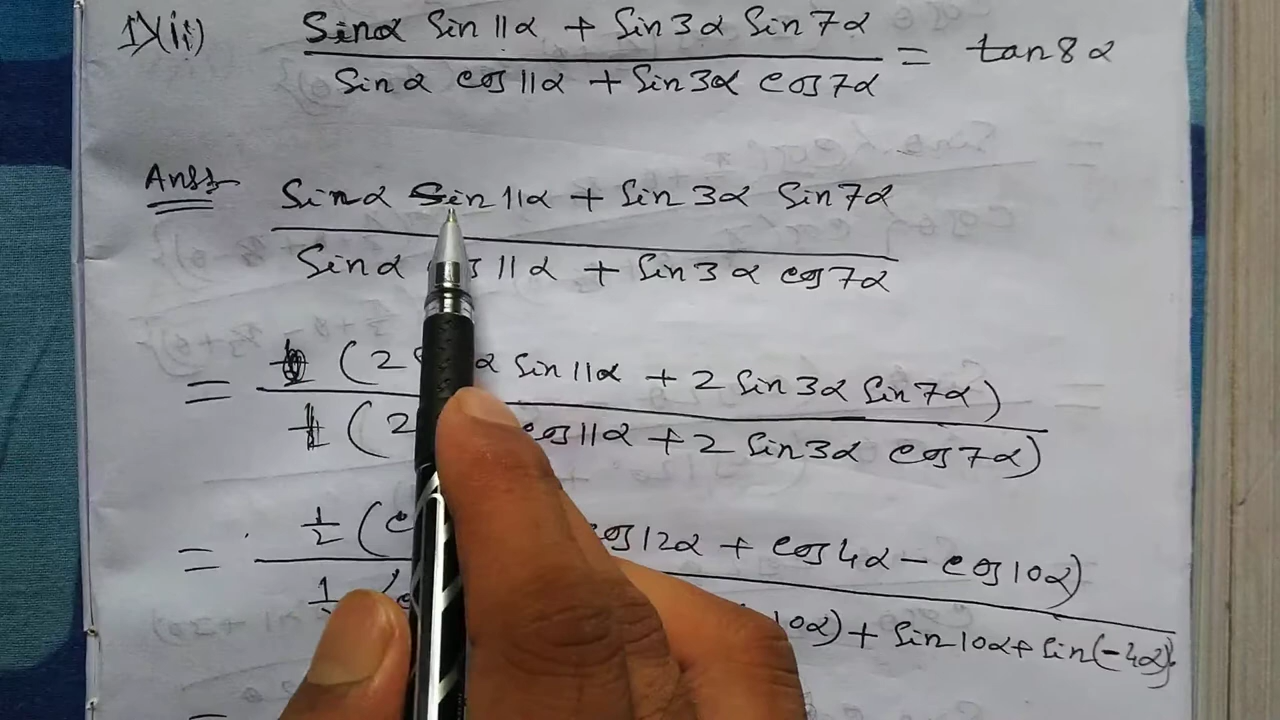 1)(ii) Sinα Sin 11α + Sin 3α Sin 7α
Sin α cos 11α + Sin 3α cos 7α = tan 8α
Ans:
Sinα Sin 11α + Sin 3α Sin 7α
Sinα 11α + Sin 3α cos 7α
= (2 α Sin 11α + 2 Sin 3α Sin 7α)
(2 cos 11α + 2 Sin 3α cos 7α)
= 1/2 ( cos 12α + cos 4α - cos 10α)
10α) + Sin 10α + Sin(-4α)}
=